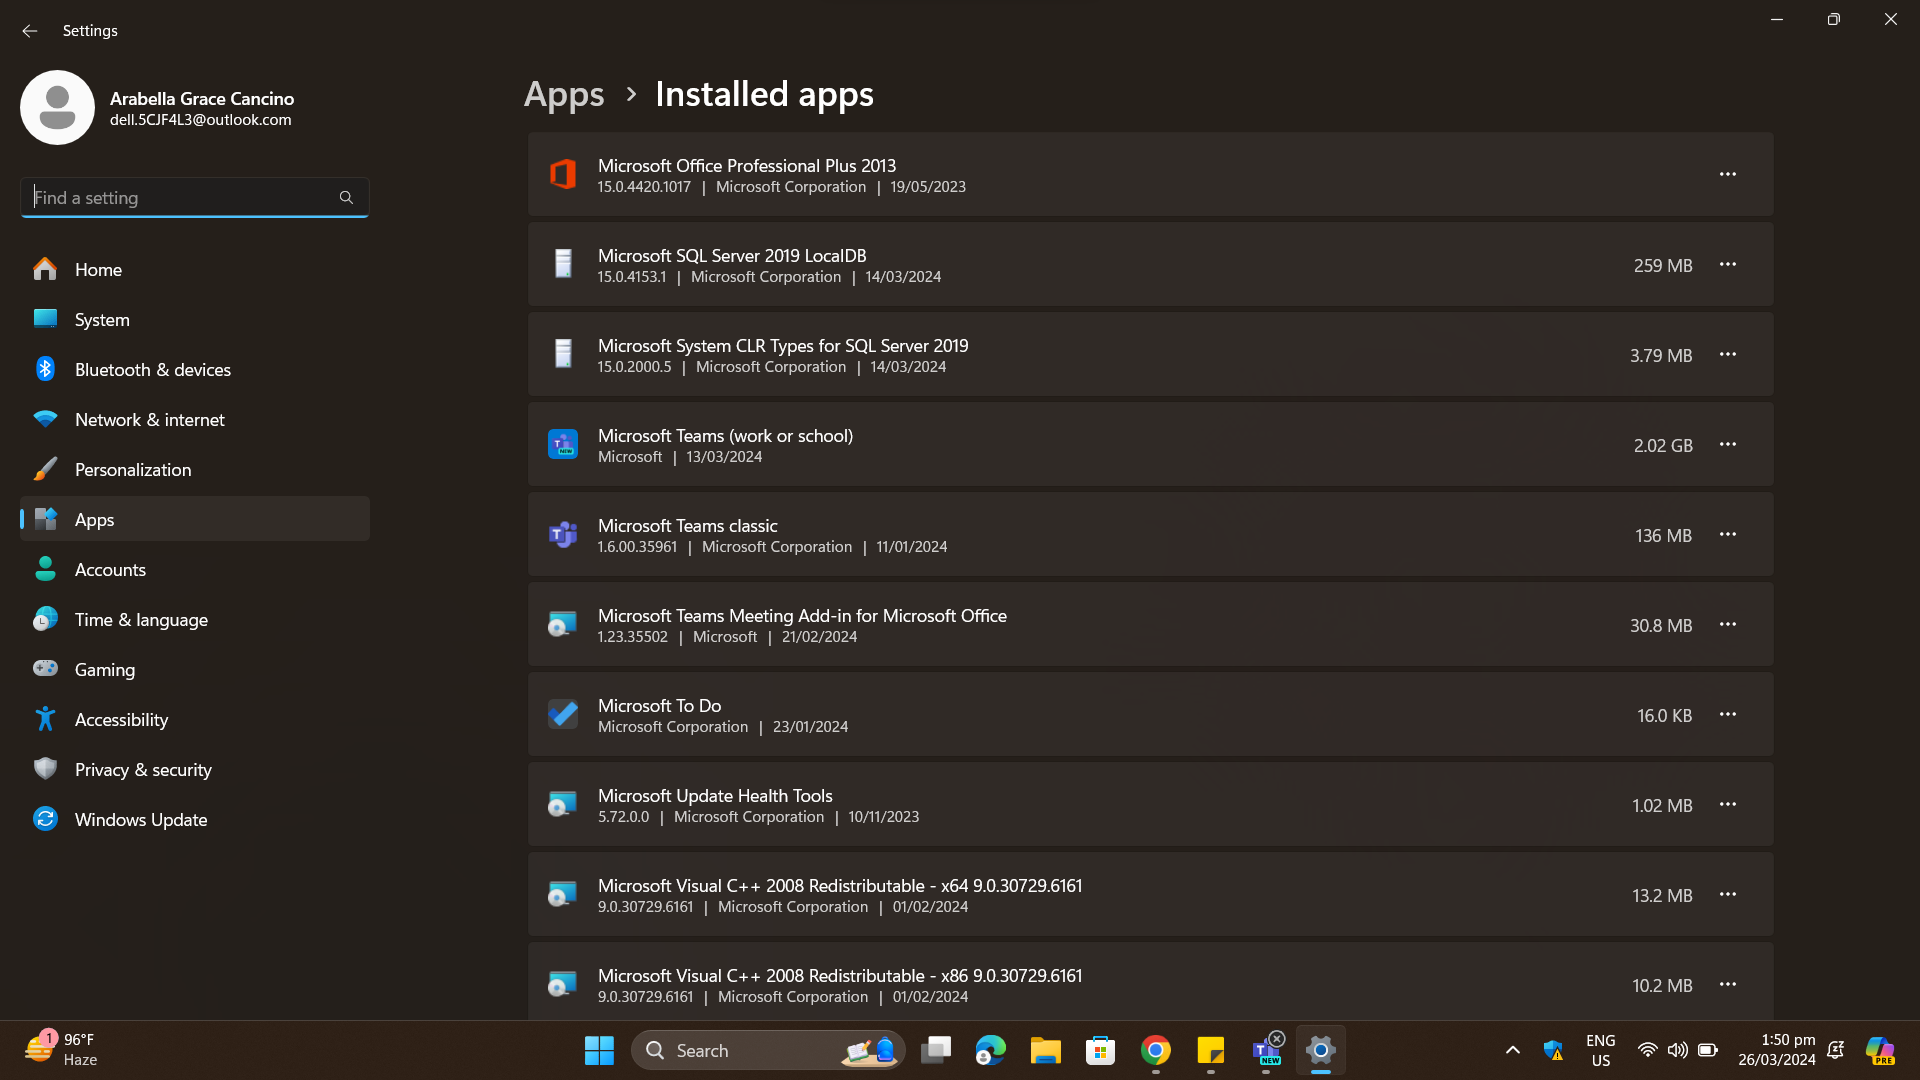 Settings
Arabella Grace Cancino
dell.5CJF4L3@outlook.com
Find a setting
Home
System
Bluetooth & devices
Network & internet
Personalization
Apps
Accounts
Time & language
Gaming
Accessibility
Privacy & security
Windows Update
Apps > Installed apps
Microsoft Office Professional Plus 2013
15.0.4420.1017 | Microsoft Corporation | 19/05/2023
Microsoft SQL Server 2019 LocalDB
15.0.4153.1 | Microsoft Corporation | 14/03/2024
259 MB
Microsoft System CLR Types for SQL Server 2019
15.0.2000.5 | Microsoft Corporation | 14/03/2024
3.79 MB
Microsoft Teams (work or school)
Microsoft | 13/03/2024
2.02 GB
Microsoft Teams classic
1.6.00.35961 | Microsoft Corporation | 11/01/2024
136 MB
Microsoft Teams Meeting Add-in for Microsoft Office
1.23.35502 | Microsoft | 21/02/2024
30.8 MB
Microsoft To Do
Microsoft Corporation | 23/01/2024
16.0 KB
Microsoft Update Health Tools
5.72.0.0 | Microsoft Corporation | 10/11/2023
1.02 MB
Microsoft Visual C++ 2008 Redistributable - x64 9.0.30729.6161
9.0.30729.6161 | Microsoft Corporation | 01/02/2024
13.2 MB
Microsoft Visual C++ 2008 Redistributable - x86 9.0.30729.6161
9.0.30729.6161 | Microsoft Corporation | 01/02/2024
10.2 MB
1
96°F
Haze
Search
NEW
ENG
US
1:50 pm
26/03/2024
PRE